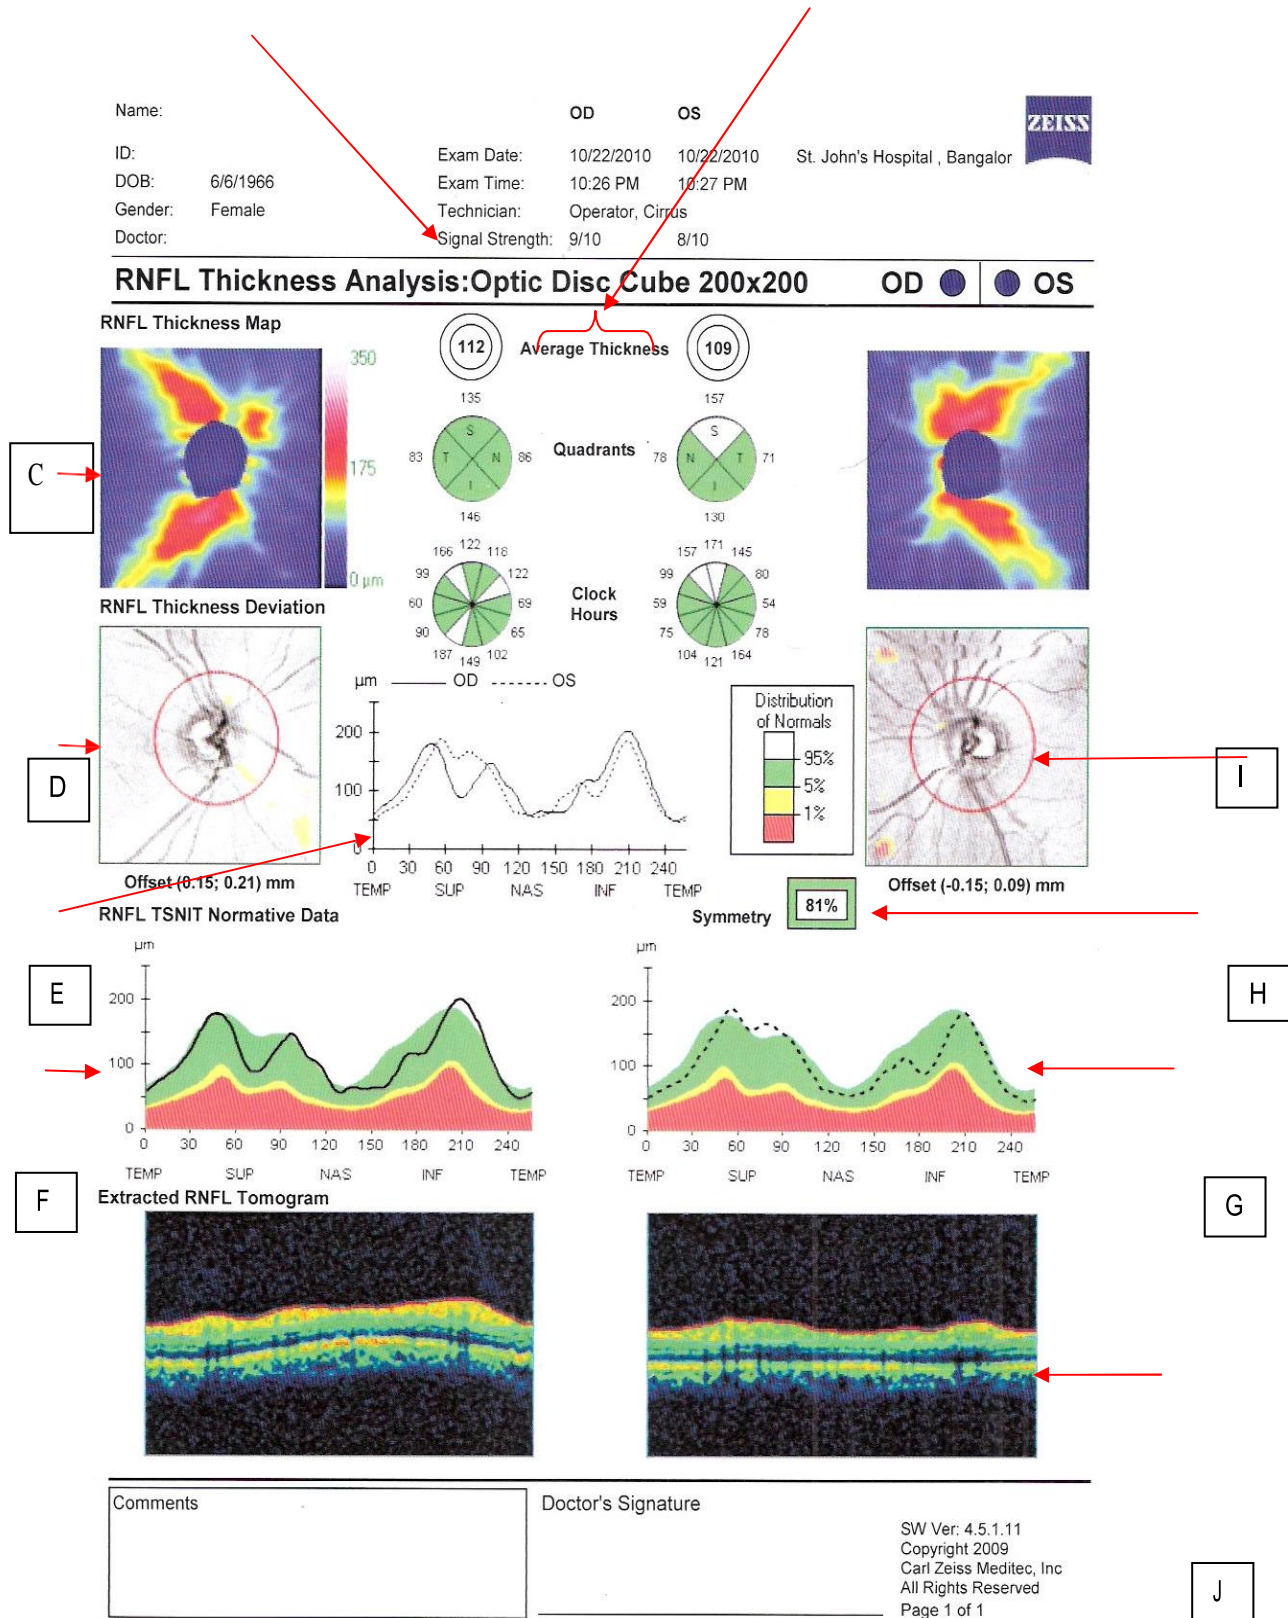 Name:
OD OS
ZEISS
ID:
Exam Date: 10/22/2010 10/22/2010 St. John's Hospital , Bangalor
DOB: 6/6/1966
Exam Time: 10:26 PM 10:27 PM
Gender: Female
Technician: Operator, Cirrus
Doctor:
Signal Strength: 9/10 8/10
RNFL Thickness Analysis:Optic Disc Cube 200x200 OD OS
RNFL Thickness Map
112 Average Thickness 109
350
175
0 µm
C
135
S
83 T N 86
I
146
Quadrants
157
S
78 N T 71
I
130
122
166 118
99 122
60 69
90 65
187 102
149
Clock
Hours
171
157 145
99 80
59 54
75 78
104 164
121
RNFL Thickness Deviation
D
µm OD OS
200
100
0
0 30 60 90 120 150 180 210 240
TEMP SUP NAS INF TEMP
Distribution
of Normals
95%
5%
1%
I
Offset (0.15; 0.21) mm
Offset (-0.15; 0.09) mm
Symmetry 81%
RNFL TSNIT Normative Data
E
H
µm
200
100
0
0 30 60 90 120 150 180 210 240
TEMP SUP NAS INF TEMP
µm
200
100
0
0 30 60 90 120 150 180 210 240
TEMP SUP NAS INF TEMP
F
G
Extracted RNFL Tomogram
Comments
Doctor's Signature
SW Ver: 4.5.1.11
Copyright 2009
Carl Zeiss Meditec, Inc
All Rights Reserved
Page 1 of 1
J